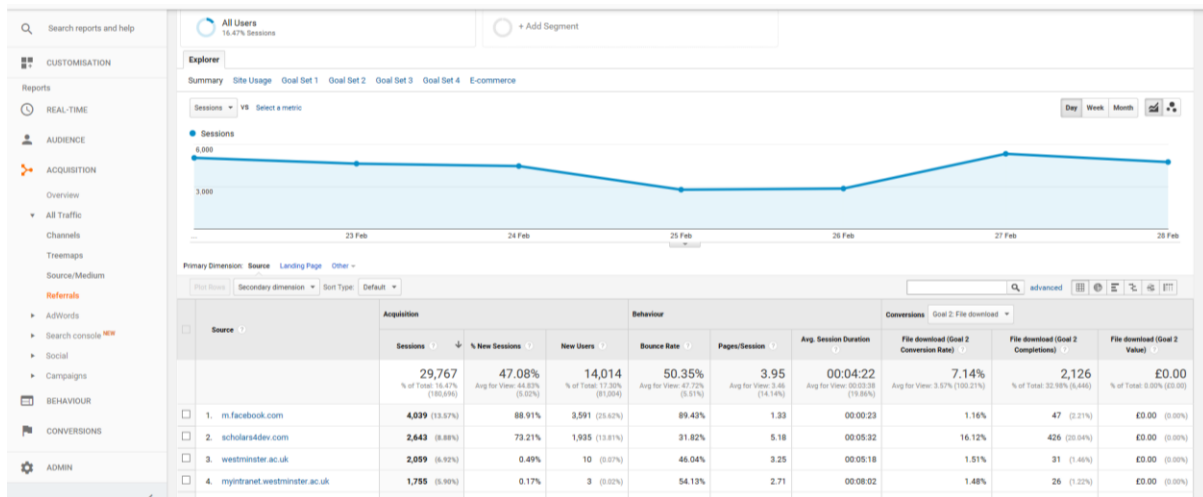 All Users
16.47% Sessions
+ Add Segment
Search reports and help
CUSTOMISATION
Reports
REAL-TIME
AUDIENCE
ACQUISITION
Overview
All Traffic
Channels
Treemaps
Source/Medium
Referrals
AdWords
Search console NEW
Social
Campaigns
BEHAVIOUR
CONVERSIONS
ADMIN
Explorer
Summary Site Usage Goal Set 1 Goal Set 2 Goal Set 3 Goal Set 4 E-commerce
Sessions VS Select a metric
Day Week Month
Sessions
6,000
3,000
... 23 Feb 24 Feb 25 Feb 26 Feb 27 Feb 28 Feb
Primary Dimension: Source Landing Page Other
Plot Rows Secondary dimension Sort Type: Default advanced
Source
Acquisition Behaviour Conversions Goal 2: File download
Sessions % New Sessions New Users Bounce Rate Pages/Session Avg. Session Duration File download (Goal 2 Conversion Rate) File download (Goal 2 Completions) File download (Goal 2 Value)
29,767 47.08% 14,014 50.35% 3.95 00:04:22 7.14% 2,126 £0.00
% of Total: 16.47% Avg for View: 44.83% % of Total: 17.30% Avg for View: 47.72% Avg for View: 3.46 Avg for View: 00:03:38 Avg for View: 3.57% (100.21%) % of Total: 32.98% (6,446) % of Total: 0.00% (£0.00)
(180,696) (5.02%) (81,004) (5.51%) (14.14%) (19.86%)
1. m.facebook.com 4,039 (13.57%) 88.91% 3,591 (25.62%) 89.43% 1.33 00:00:23 1.16% 47 (2.21%) £0.00 (0.00%)
2. scholars4dev.com 2,643 (8.88%) 73.21% 1,935 (13.81%) 31.82% 5.18 00:05:32 16.12% 426 (20.04%) £0.00 (0.00%)
3. westminster.ac.uk 2,059 (6.92%) 0.49% 10 (0.07%) 46.04% 3.25 00:05:18 1.51% 31 (1.46%) £0.00 (0.00%)
4. myintranet.westminster.ac.uk 1,755 (5.90%) 0.17% 3 (0.02%) 54.13% 2.71 00:08:02 1.48% 26 (1.22%) £0.00 (0.00%)